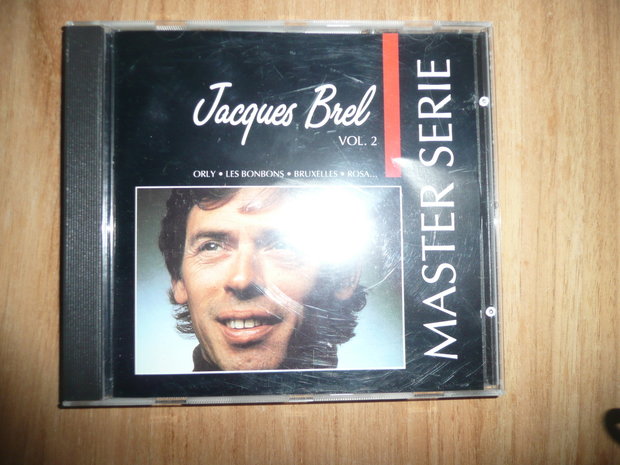 Jacques Brel
VOL. 2
ORLY • LES BONBONS • BRUXELLES • ROSA...
MASTER SERIE